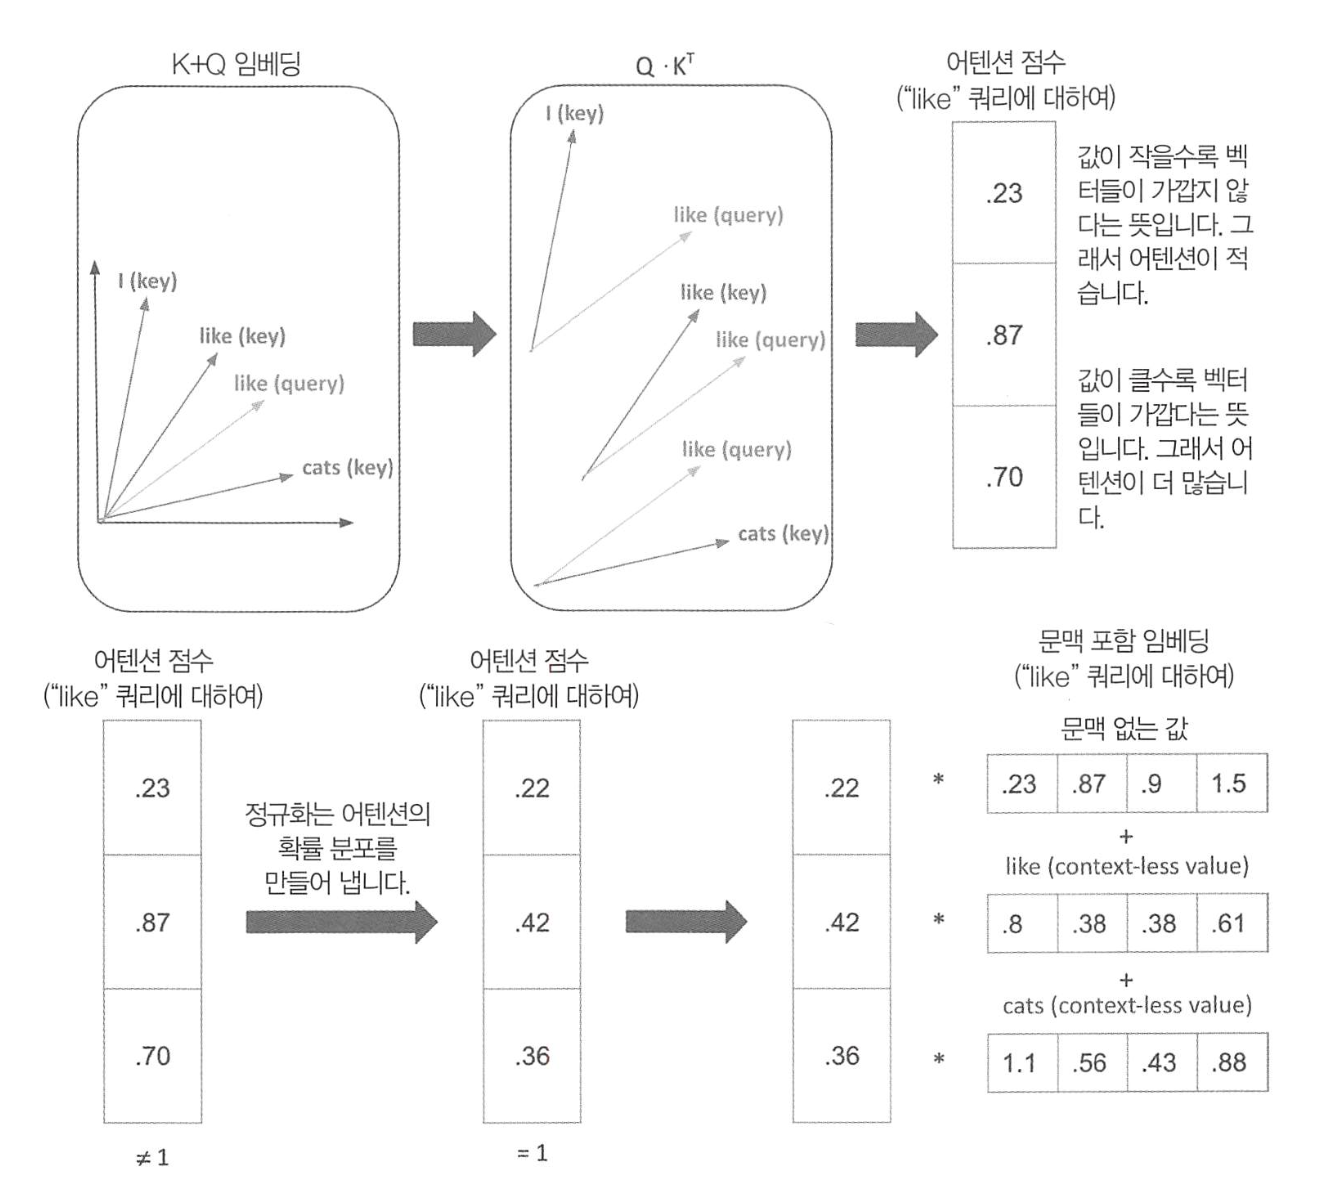 K+Q 임베딩
I (key)
like (key)
like (query)
cats (key)
Q · Kᵀ
I (key)
like (query)
like (key)
like (query)
like (query)
cats (key)
어텐션 점수
(“like” 쿼리에 대하여)
.23
.87
.70
값이 작을수록 벡
터들이 가깝지 않
다는 뜻입니다. 그
래서 어텐션이 적
습니다.
값이 클수록 벡터
들이 가깝다는 뜻
입니다. 그래서 어
텐션이 더 많습니
다.
어텐션 점수
(“like” 쿼리에 대하여)
.23
.87
.70
≠ 1
정규화는 어텐션의
확률 분포를
만들어 냅니다.
어텐션 점수
(“like” 쿼리에 대하여)
.22
.42
.36
= 1
문맥 포함 임베딩
(“like” 쿼리에 대하여)
문맥 없는 값
.22 * .23 .87 .9 1.5
+
like (context-less value)
.42 * .8 .38 .38 .61
+
cats (context-less value)
.36 * 1.1 .56 .43 .88